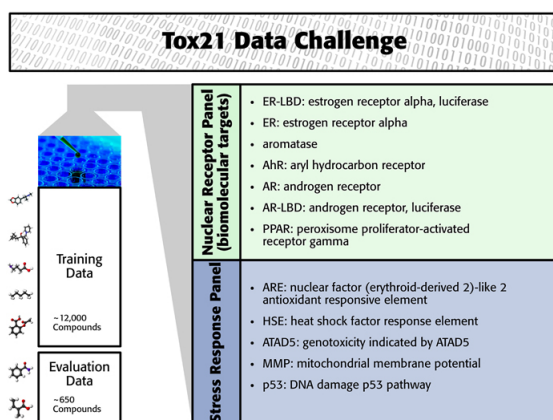 Tox21 Data Challenge
Training
Data
~12,000
Compounds
Evaluation
Data
~650
Compounds
Nuclear Receptor Panel
(biomolecular targets)
• ER-LBD: estrogen receptor alpha, luciferase
• ER: estrogen receptor alpha
• aromatase
• AhR: aryl hydrocarbon receptor
• AR: androgen receptor
• AR-LBD: androgen receptor, luciferase
• PPAR: peroxisome proliferator-activated
receptor gamma
Stress Response Panel
• ARE: nuclear factor (erythroid-derived 2)-like 2
antioxidant responsive element
• HSE: heat shock factor response element
• ATAD5: genotoxicity indicated by ATAD5
• MMP: mitochondrial membrane potential
• p53: DNA damage p53 pathway